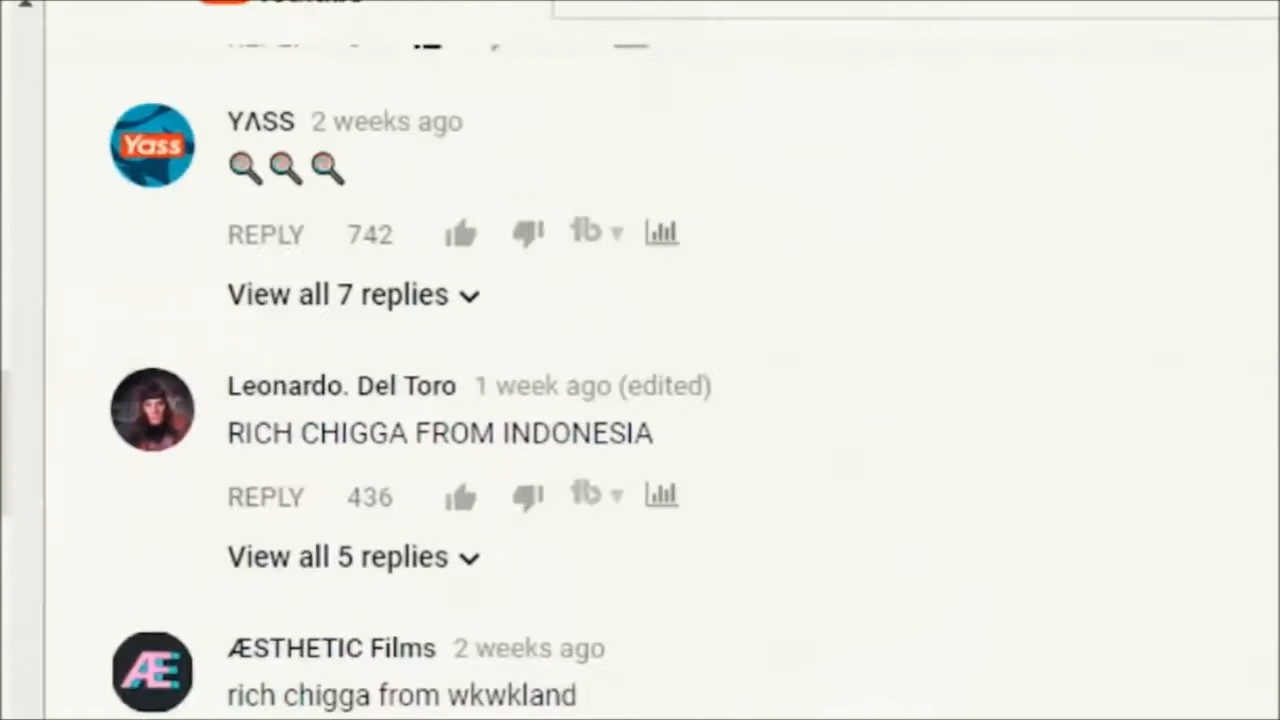 YΛSS 2 weeks ago
Yass
🔍🔍🔍
REPLY 742
View all 7 replies
Leonardo. Del Toro 1 week ago (edited)
RICH CHIGGA FROM INDONESIA
REPLY 436
View all 5 replies
ÆSTHETIC Films 2 weeks ago
Æ
rich chigga from wkwkland